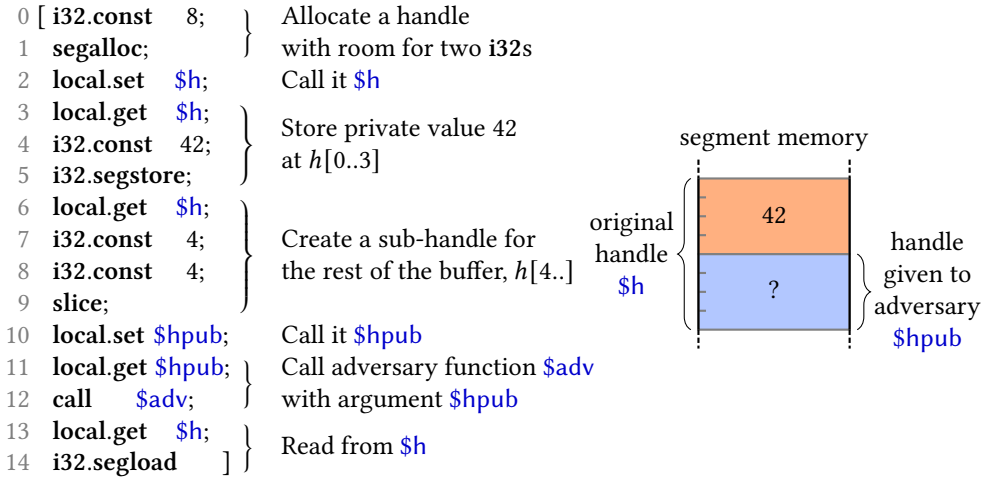 0 [ i32.const 8; Allocate a handle
1 segalloc; with room for two i32s
2 local.set $h; Call it $h
3 local.get $h;
4 i32.const 42; Store private value 42
5 i32.segstore; at h[0..3]
6 local.get $h;
7 i32.const 4; Create a sub-handle for
8 i32.const 4; the rest of the buffer, h[4..]
9 slice;
10 local.set $hpub; Call it $hpub
11 local.get $hpub; Call adversary function $adv
12 call $adv; with argument $hpub
13 local.get $h;
14 i32.segload ] Read from $h
segment memory
original
handle
$h
42
?
handle
given to
adversary
$hpub